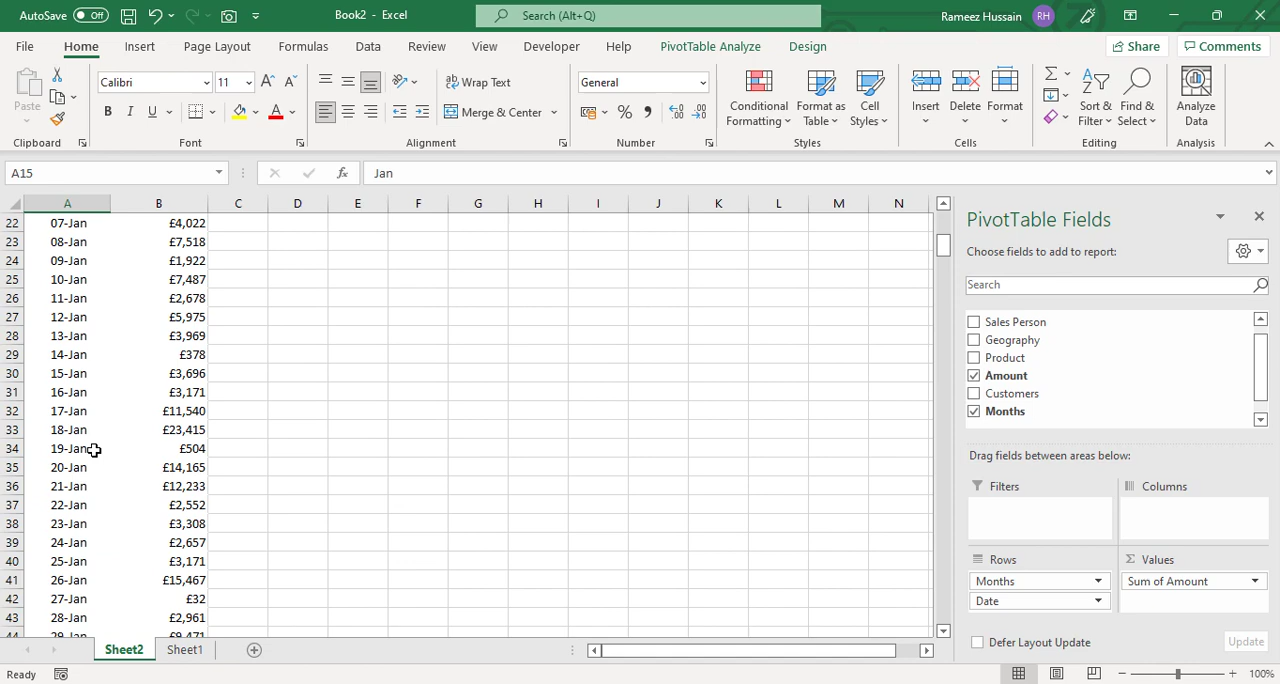 AutoSave Off Book2 - Excel Search (Alt+Q) Rameez Hussain RH
File Home Insert Page Layout Formulas Data Review View Developer Help PivotTable Analyze Design Share Comments
Paste Calibri 11 Wrap Text General Conditional Formatting Format as Table Cell Styles Insert Delete Format Sort & Filter Find & Select Analyze Data
B I U A Merge & Center %
Clipboard Font Alignment Number Styles Cells Editing Analysis
A15 fx Jan
A B C D E F G H I J K L M N
22 07-Jan £4,022
23 08-Jan £7,518
24 09-Jan £1,922
25 10-Jan £7,487
26 11-Jan £2,678
27 12-Jan £5,975
28 13-Jan £3,969
29 14-Jan £378
30 15-Jan £3,696
31 16-Jan £3,171
32 17-Jan £11,540
33 18-Jan £23,415
34 19-Jan £504
35 20-Jan £14,165
36 21-Jan £12,233
37 22-Jan £2,552
38 23-Jan £3,308
39 24-Jan £2,657
40 25-Jan £3,171
41 26-Jan £15,467
42 27-Jan £32
43 28-Jan £2,961
44 29-Jan £9,471
PivotTable Fields
Choose fields to add to report:
Search
Sales Person
Geography
Product
Amount
Customers
Months
Drag fields between areas below:
Filters Columns
Rows Values
Months Sum of Amount
Date
Defer Layout Update Update
Sheet2 Sheet1
Ready 100%